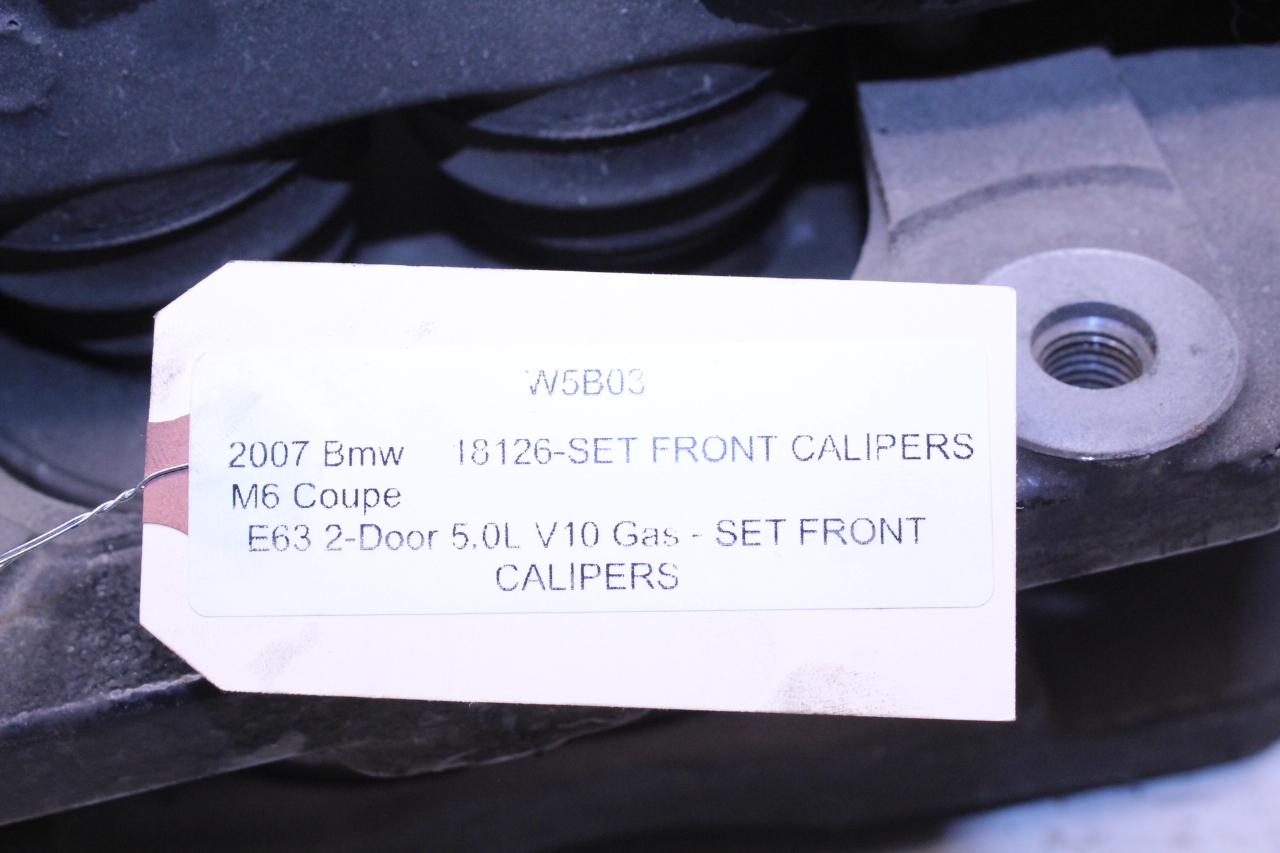 W5B03
2007 Bmw 18126-SET FRONT CALIPERS
M6 Coupe
E63 2-Door 5.0L V10 Gas - SET FRONT
CALIPERS